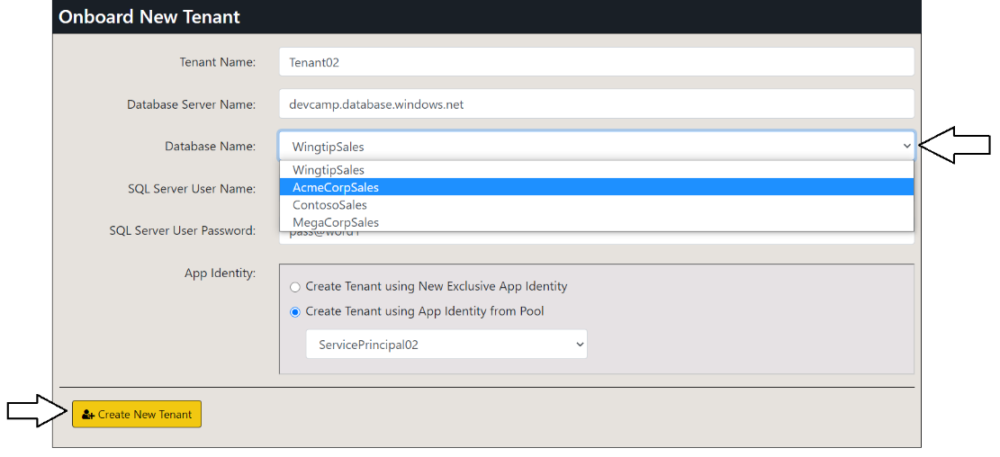 Onboard New Tenant
Tenant Name: Tenant02
Database Server Name: devcamp.database.windows.net
Database Name: WingtipSales
WingtipSales
SQL Server User Name: AcmeCorpSales
ContosoSales
MegaCorpSales
SQL Server User Password:
App Identity:
Create Tenant using New Exclusive App Identity
Create Tenant using App Identity from Pool
ServicePrincipal02
Create New Tenant